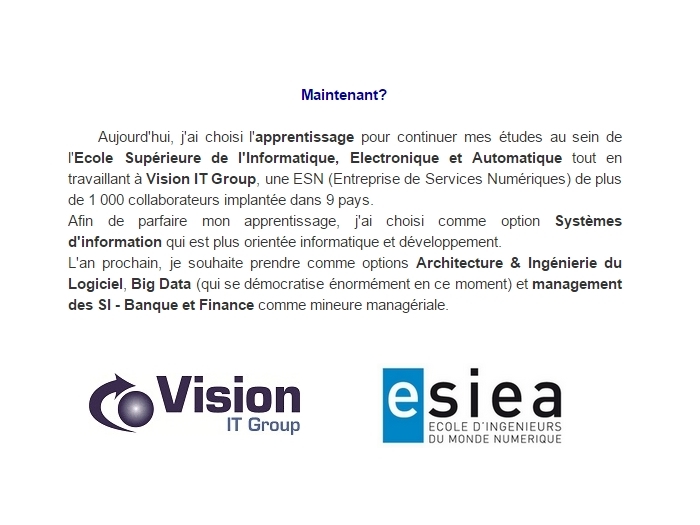 Maintenant?
Aujourd'hui, j'ai choisi l'apprentissage pour continuer mes études au sein de
l'Ecole Supérieure de l'Informatique, Electronique et Automatique tout en
travaillant à Vision IT Group, une ESN (Entreprise de Services Numériques) de plus
de 1 000 collaborateurs implantée dans 9 pays.
Afin de parfaire mon apprentissage, j'ai choisi comme option Systèmes
d'information qui est plus orientée informatique et développement.
L'an prochain, je souhaite prendre comme options Architecture & Ingénierie du
Logiciel, Big Data (qui se démocratise énormément en ce moment) et management
des SI - Banque et Finance comme mineure managériale.
Vision
IT Group
esiea
ECOLE D'INGENIEURS
DU MONDE NUMERIQUE